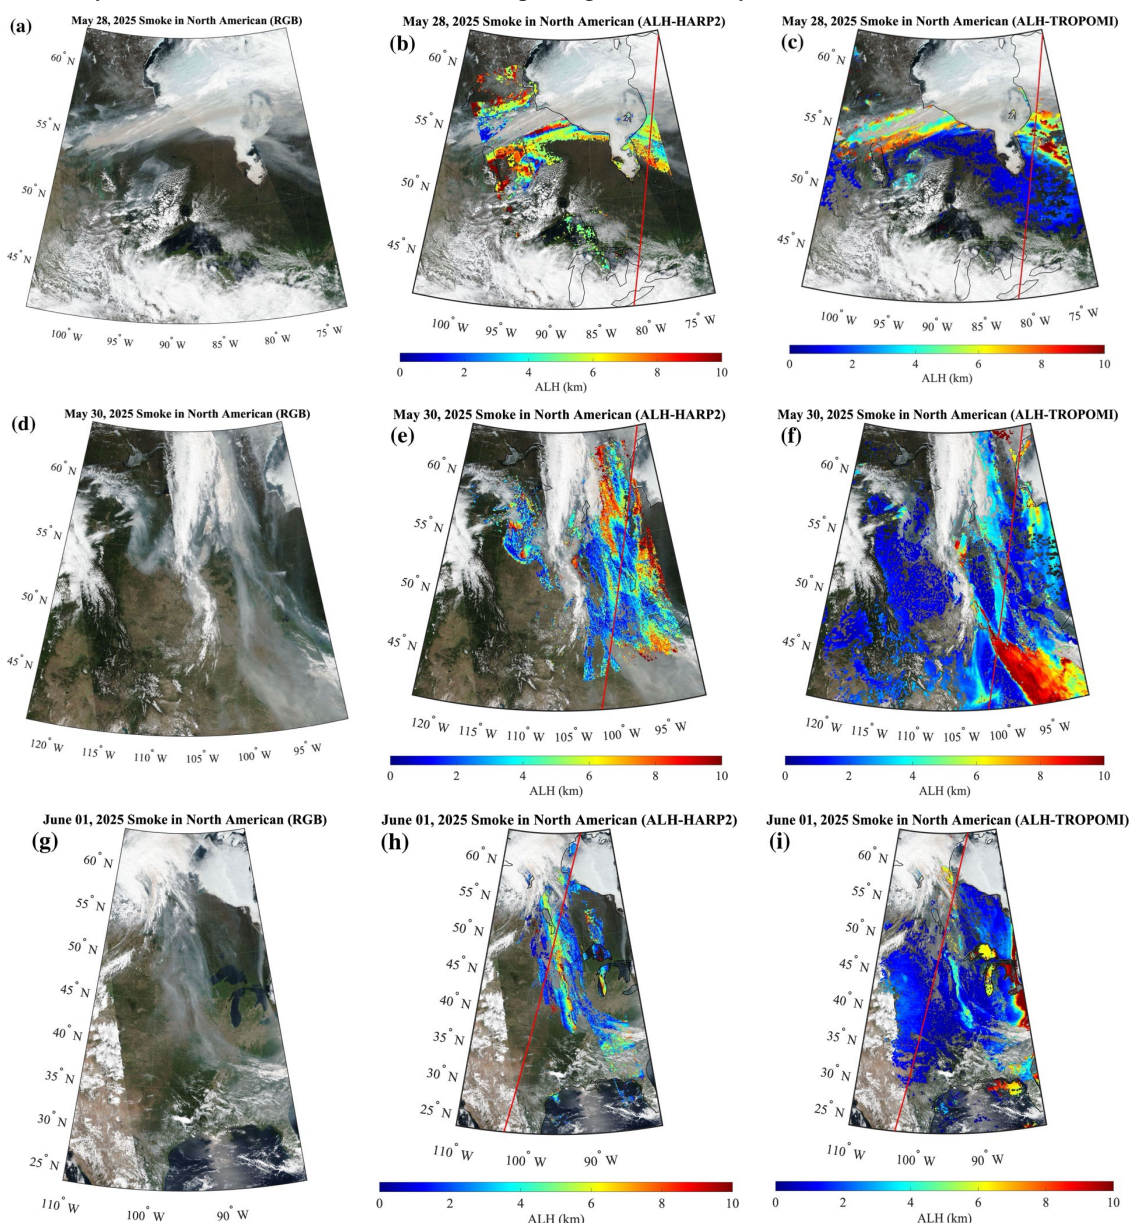 (a)
May 28, 2025 Smoke in North American (RGB)
60° N
55° N
50° N
45° N
100° W
95° W
90° W
85° W
80° W
75° W
(b)
May 28, 2025 Smoke in North American (ALH-HARP2)
60° N
55° N
50° N
45° N
100° W
95° W
90° W
85° W
80° W
75° W
0 2 4 6 8 10
ALH (km)
(c)
May 28, 2025 Smoke in North American (ALH-TROPOMI)
60° N
55° N
50° N
45° N
100° W
95° W
90° W
85° W
80° W
75° W
0 2 4 6 8 10
ALH (km)
(d)
May 30, 2025 Smoke in North American (RGB)
60° N
55° N
50° N
45° N
120° W
115° W
110° W
105° W
100° W
95° W
(e)
May 30, 2025 Smoke in North American (ALH-HARP2)
60° N
55° N
50° N
45° N
120° W
115° W
110° W
105° W
100° W
95° W
0 2 4 6 8 10
ALH (km)
(f)
May 30, 2025 Smoke in North American (ALH-TROPOMI)
60° N
55° N
50° N
45° N
120° W
115° W
110° W
105° W
100° W
95° W
0 2 4 6 8 10
ALH (km)
(g)
June 01, 2025 Smoke in North American (RGB)
60° N
55° N
50° N
45° N
40° N
35° N
30° N
25° N
110° W
100° W
90° W
(h)
June 01, 2025 Smoke in North American (ALH-HARP2)
60° N
55° N
50° N
45° N
40° N
35° N
30° N
25° N
110° W
100° W
90° W
0 2 4 6 8 10
ALH (km)
(i)
June 01, 2025 Smoke in North American (ALH-TROPOMI)
60° N
55° N
50° N
45° N
40° N
35° N
30° N
25° N
110° W
100° W
90° W
0 2 4 6 8 10
ALH (km)